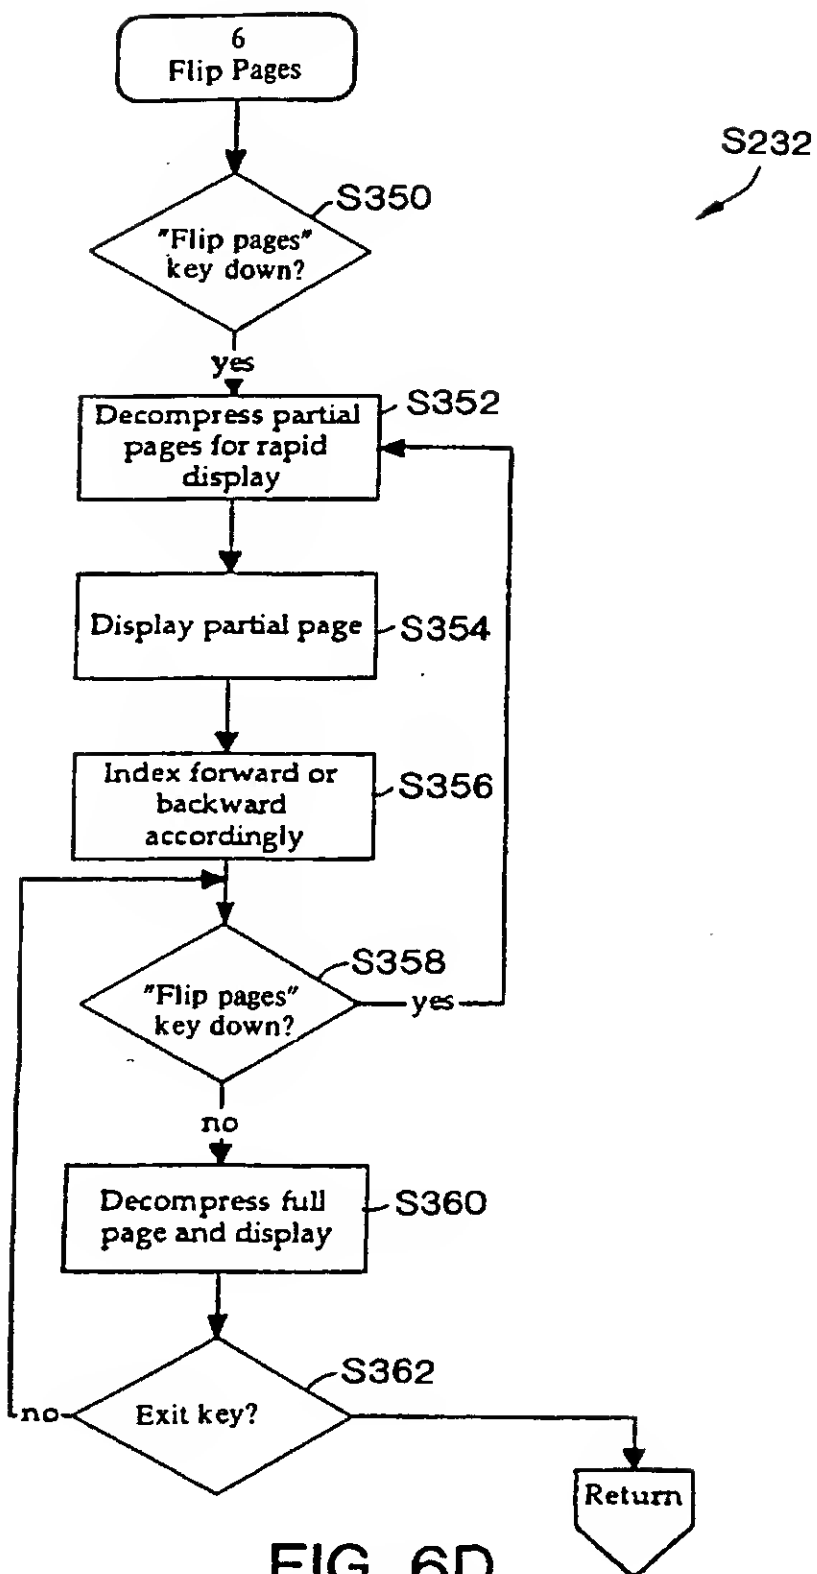 6
Flip Pages
S232
S350
"Flip pages"
key down?
yes
S352
Decompress partial
pages for rapid
display
Display partial page
S354
Index forward or
backward
accordingly
S356
S358
"Flip pages"
key down?
yes
no
Decompress full
page and display
S360
S362
Exit key?
no
Return
FIG. 6D